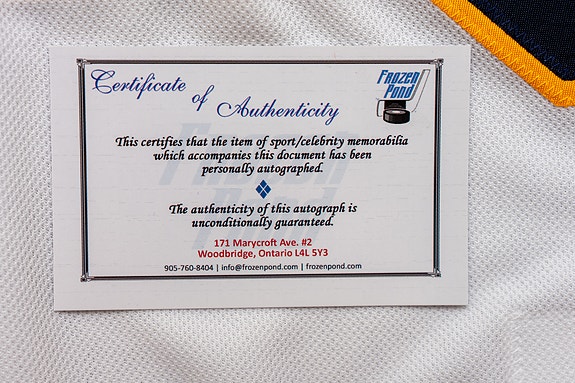 Certificate of Authenticity
Frozen
Pond
This certifies that the item of sport/celebrity memorabilia
which accompanies this document has been
personally autographed.
The authenticity of this autograph is
unconditionally guaranteed.
171 Marycroft Ave. #2
Woodbridge, Ontario L4L 5Y3
905-760-8404 | info@frozenpond.com | frozenpond.com
Frozen
Pond